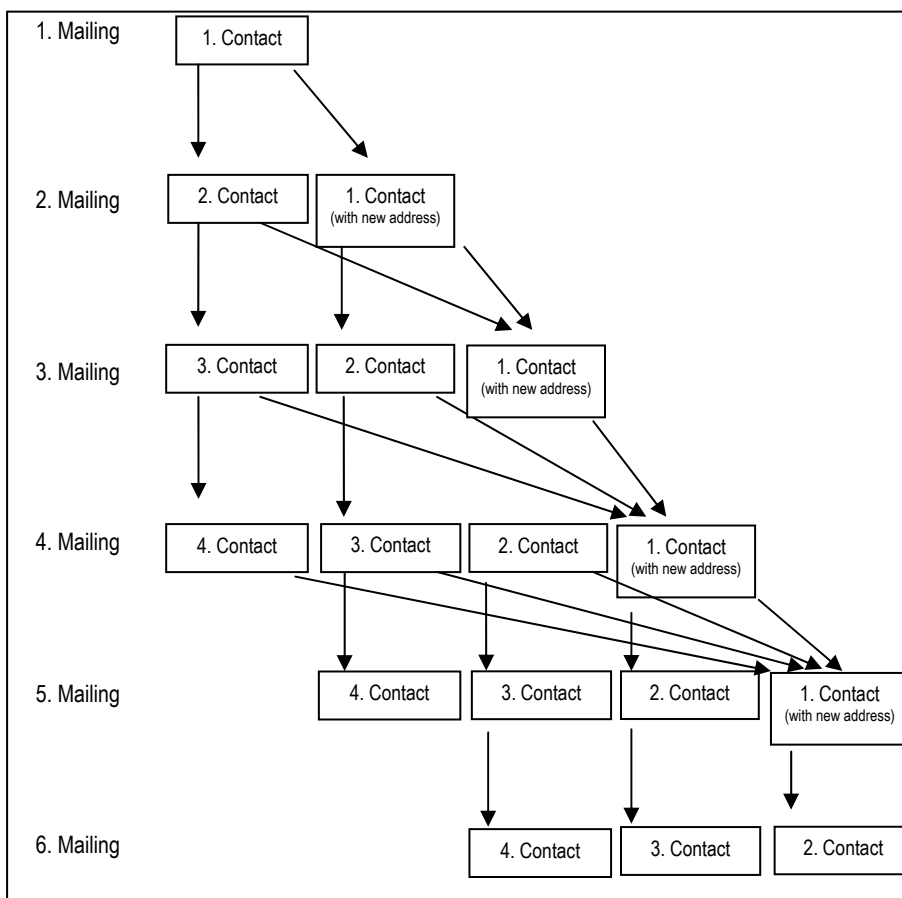 1. Mailing
1. Contact
2. Mailing
2. Contact
1. Contact
(with new address)
3. Mailing
3. Contact
2. Contact
1. Contact
(with new address)
4. Mailing
4. Contact
3. Contact
2. Contact
1. Contact
(with new address)
5. Mailing
4. Contact
3. Contact
2. Contact
1. Contact
(with new address)
6. Mailing
4. Contact
3. Contact
2. Contact